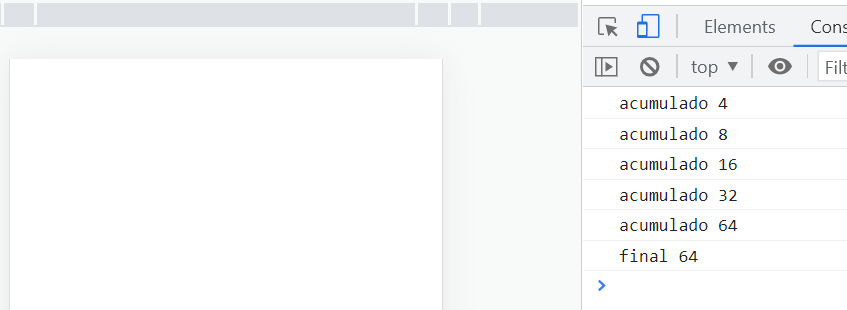 Elements Cons
top ▼ Filt
acumulado 4
acumulado 8
acumulado 16
acumulado 32
acumulado 64
final 64